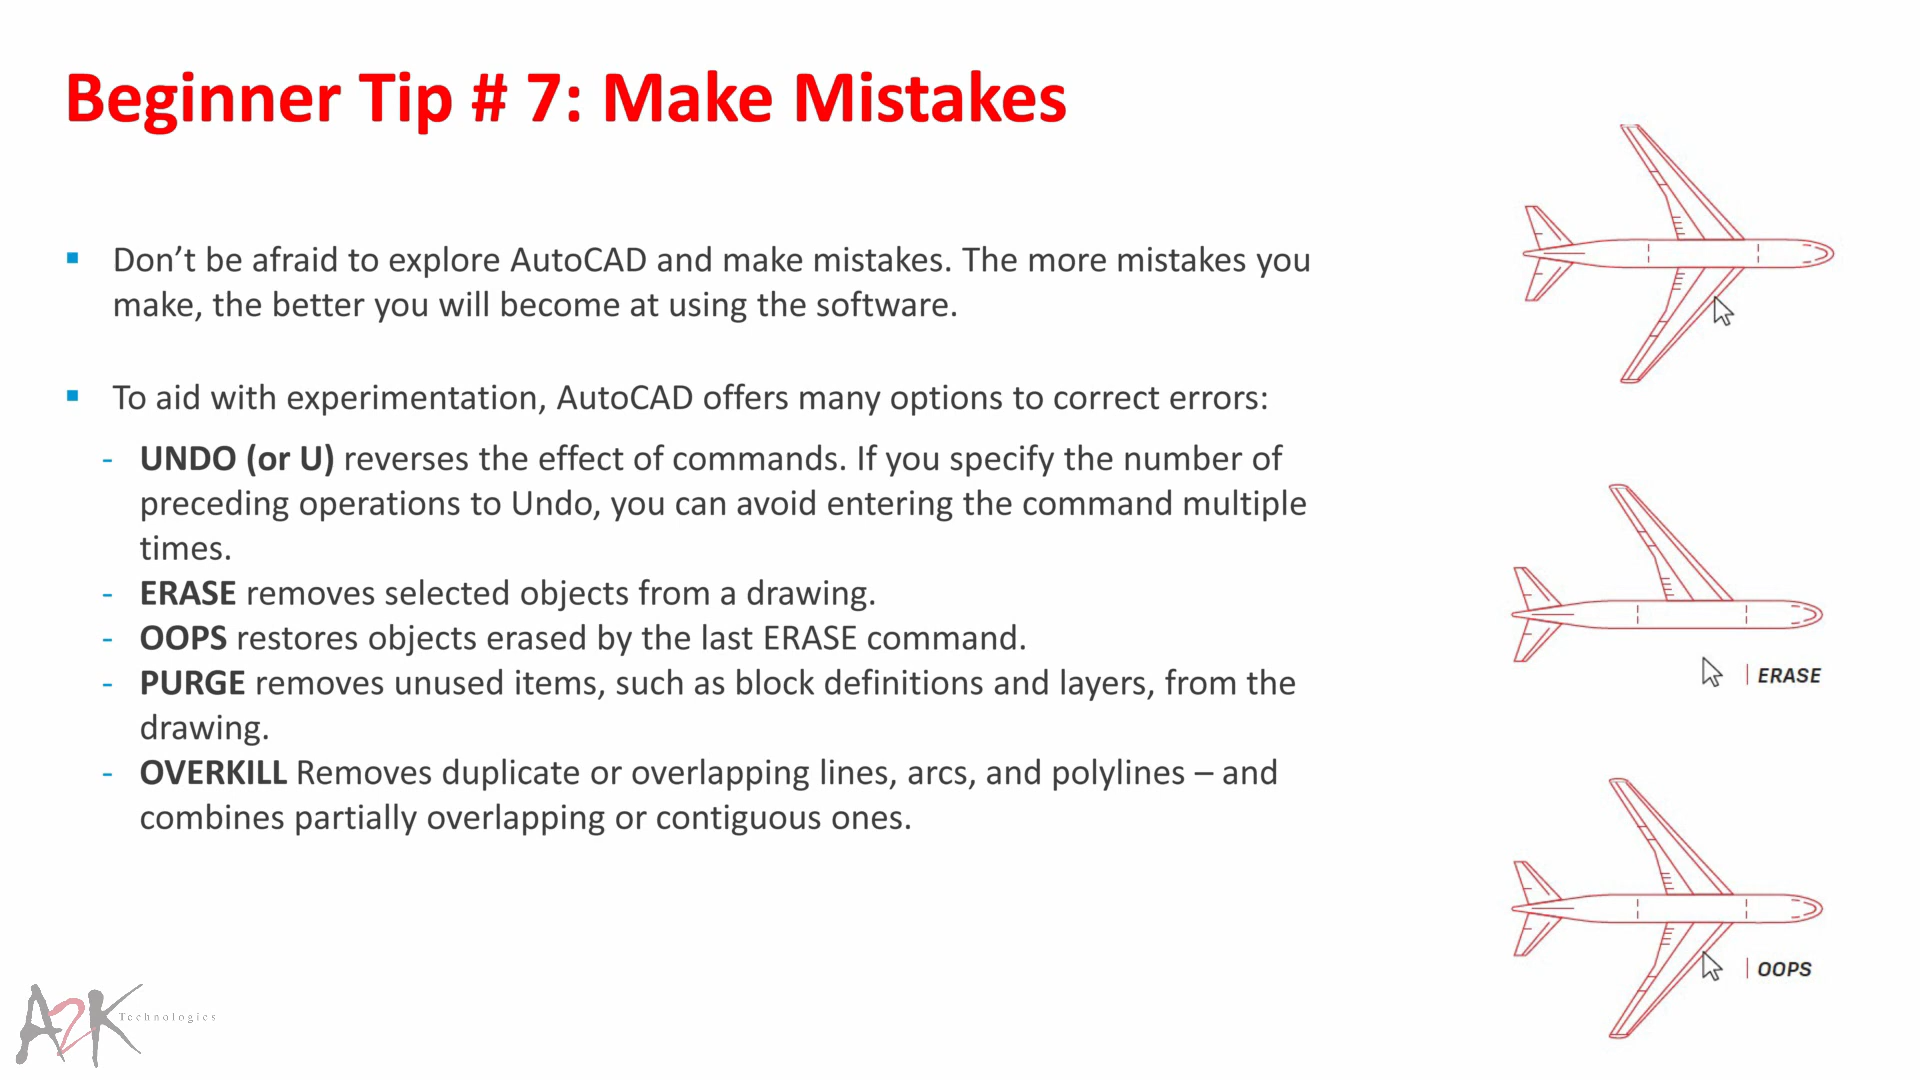 Beginner Tip # 7: Make Mistakes
Don’t be afraid to explore AutoCAD and make mistakes. The more mistakes you
make, the better you will become at using the software.
To aid with experimentation, AutoCAD offers many options to correct errors:
- UNDO (or U) reverses the effect of commands. If you specify the number of
preceding operations to Undo, you can avoid entering the command multiple
times.
- ERASE removes selected objects from a drawing.
- OOPS restores objects erased by the last ERASE command.
- PURGE removes unused items, such as block definitions and layers, from the
drawing.
- OVERKILL Removes duplicate or overlapping lines, arcs, and polylines – and
combines partially overlapping or contiguous ones.
ERASE
OOPS
A2K Technologies